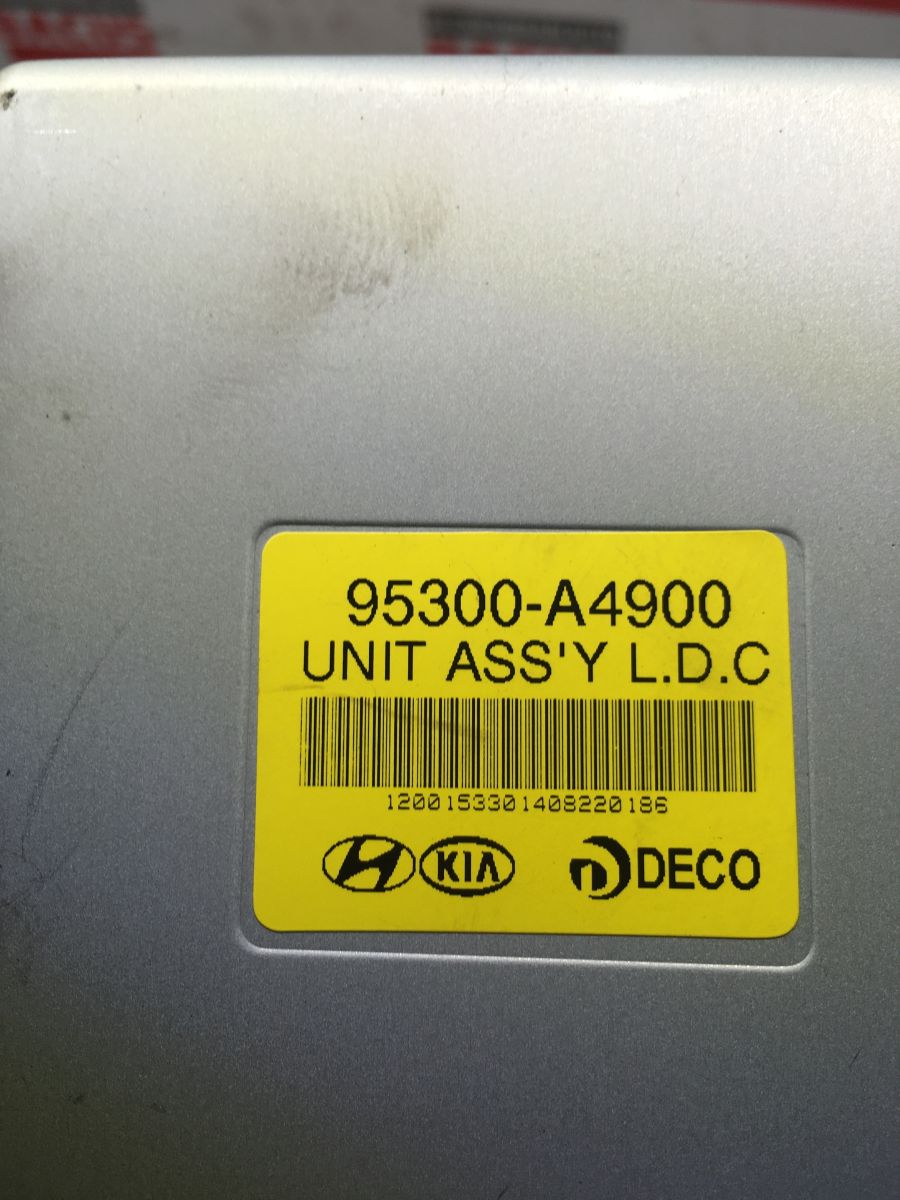 95300-A4900
UNIT ASS'Y L.D.C
1200153301408220186
KIA DECO